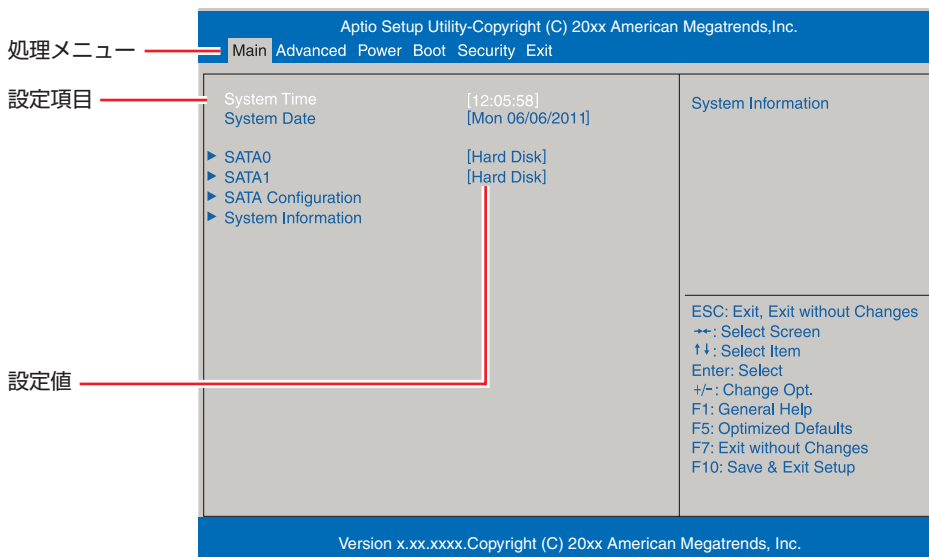 Aptio Setup Utility-Copyright (C) 20xx American Megatrends,Inc.
処理メニュー
Main Advanced Power Boot Security Exit
設定項目
System Time [12:05:58]
System Date [Mon 06/06/2011]
▶ SATA0 [Hard Disk]
▶ SATA1 [Hard Disk]
▶ SATA Configuration
▶ System Information
設定値
System Information
ESC: Exit, Exit without Changes
→←: Select Screen
↑↓: Select Item
Enter: Select
+/-: Change Opt.
F1: General Help
F5: Optimized Defaults
F7: Exit without Changes
F10: Save & Exit Setup
Version x.xx.xxxx.Copyright (C) 20xx American Megatrends, Inc.